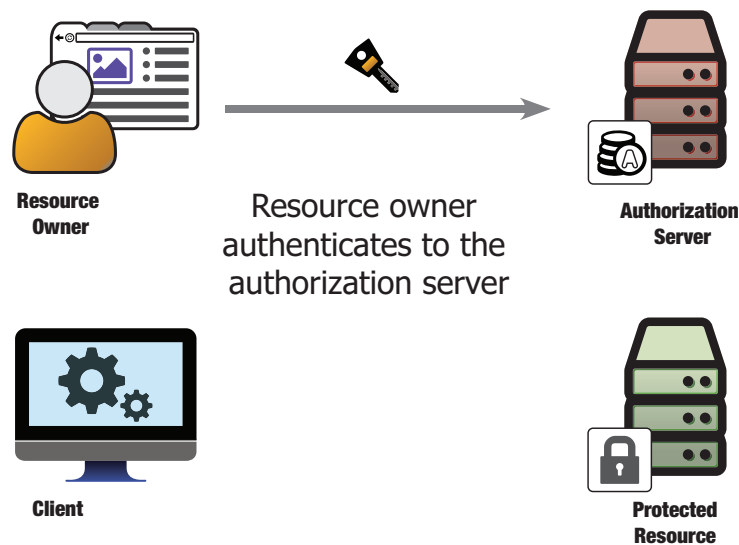 Resource
Owner
Resource owner
authenticates to the
authorization server
A
Authorization
Server
Client
Protected
Resource